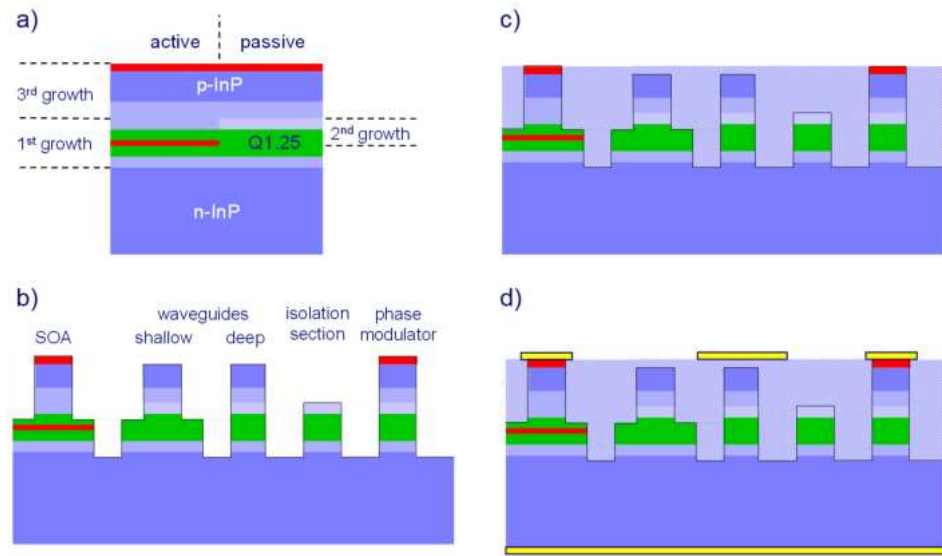 a)
active
passive
3rd growth
p-InP
1st growth
2nd growth
Q1.25
n-InP
b)
SOA
waveguides
shallow
deep
isolation
section
phase
modulator
c)
d)